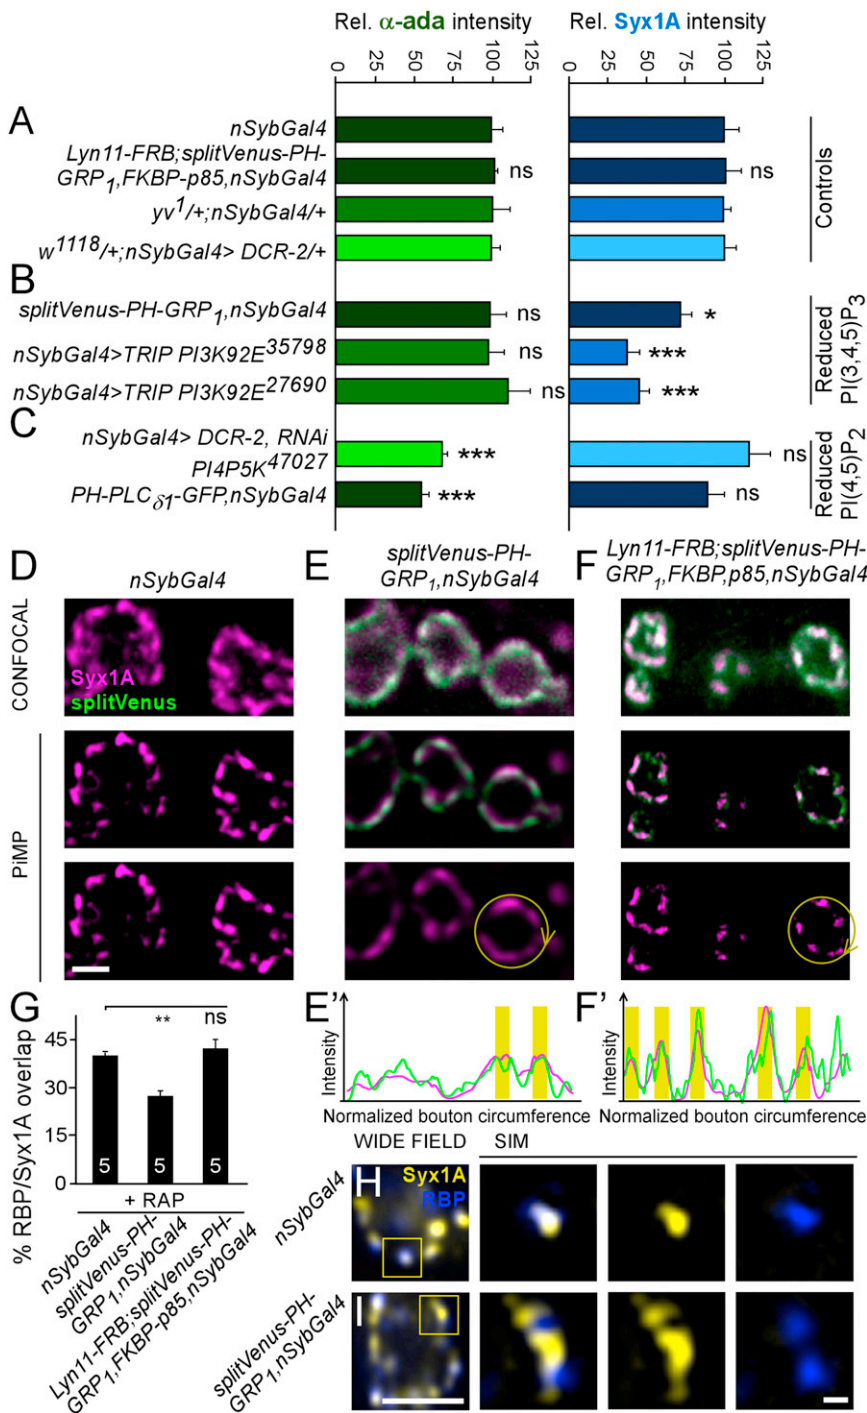 Rel. α-ada intensity
Rel. Syx1A intensity
0 25 50 75 100 125
0 25 50 75 100 125
A
nSybGal4
Lyn11-FRB;splitVenus-PH-
GRP1,FKBP-p85,nSybGal4
ns
ns
yv1/+;nSybGal4/+
w1118/+;nSybGal4> DCR-2/+
Controls
B
splitVenus-PH-GRP1,nSybGal4
ns
*
nSybGal4>TRIP PI3K92E35798
ns
***
nSybGal4>TRIP PI3K92E27690
ns
***
Reduced
PI(3,4,5)P3
C
nSybGal4> DCR-2, RNAi
PI4P5K47027
***
ns
PH-PLCδ1-GFP,nSybGal4
***
ns
Reduced
PI(4,5)P2
D
nSybGal4
E
splitVenus-PH-
GRP1,nSybGal4
F
Lyn11-FRB;splitVenus-PH-
GRP1,FKBP,p85,nSybGal4
CONFOCAL
Syx1A
splitVenus
PiMP
G
% RBP/Syx1A overlap
45
30
15
0
**
ns
5
5
5
+ RAP
nSybGal4
splitVenus-PH-
GRP1,nSybGal4
Lyn11-FRB;splitVenus-PH-
GRP1,FKBP-p85,nSybGal4
E'
Intensity
Normalized bouton circumference
F'
Intensity
Normalized bouton circumference
WIDE FIELD
SIM
H
Syx1A
RBP
nSybGal4
I
splitVenus-PH-
GRP1,nSybGal4